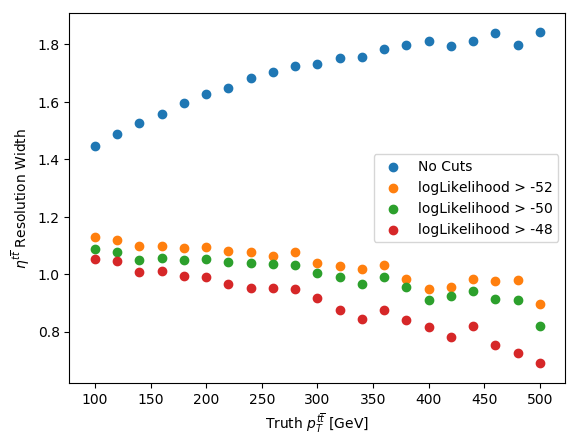 1.8
1.6
1.4
1.2
1.0
0.8
η^{tt̅} Resolution Width
No Cuts
logLikelihood > -52
logLikelihood > -50
logLikelihood > -48
100 150 200 250 300 350 400 450 500
Truth p_T^{tt̅} [GeV]